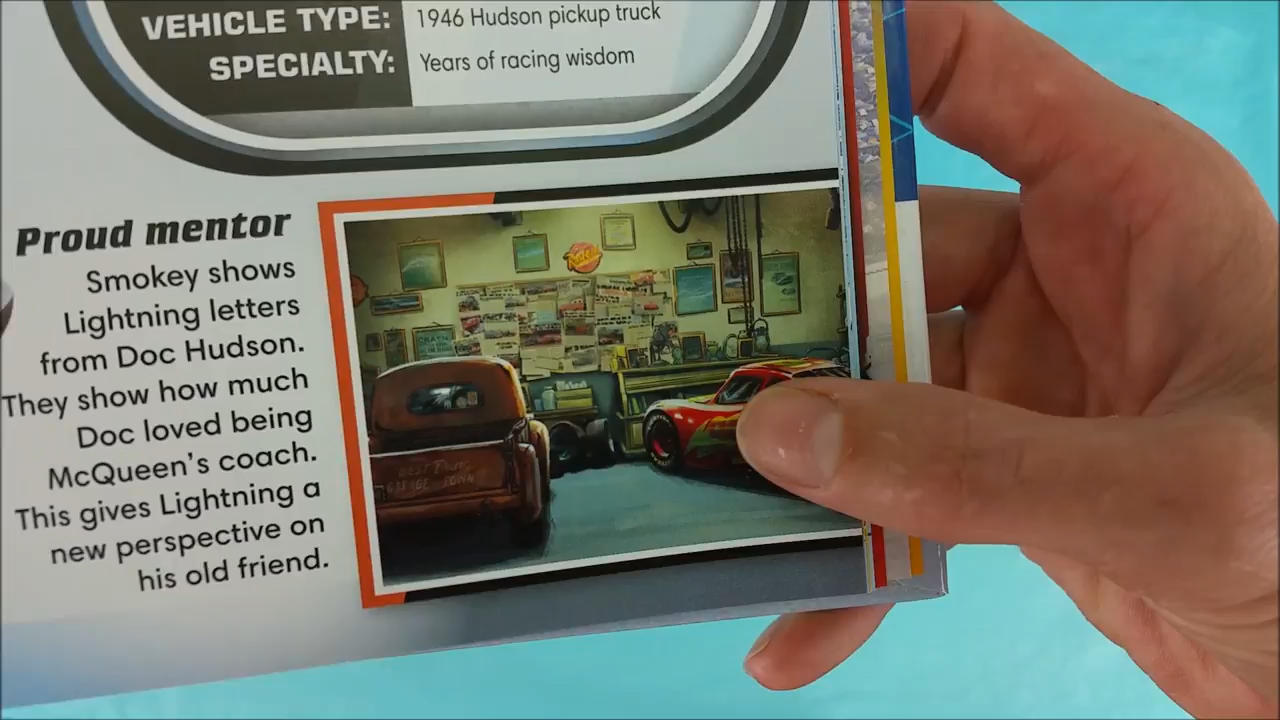 VEHICLE TYPE: 1946 Hudson pickup truck
SPECIALTY: Years of racing wisdom
Proud mentor
Smokey shows
Lightning letters
from Doc Hudson.
They show how much
Doc loved being
McQueen's coach.
This gives Lightning a
new perspective on
his old friend.